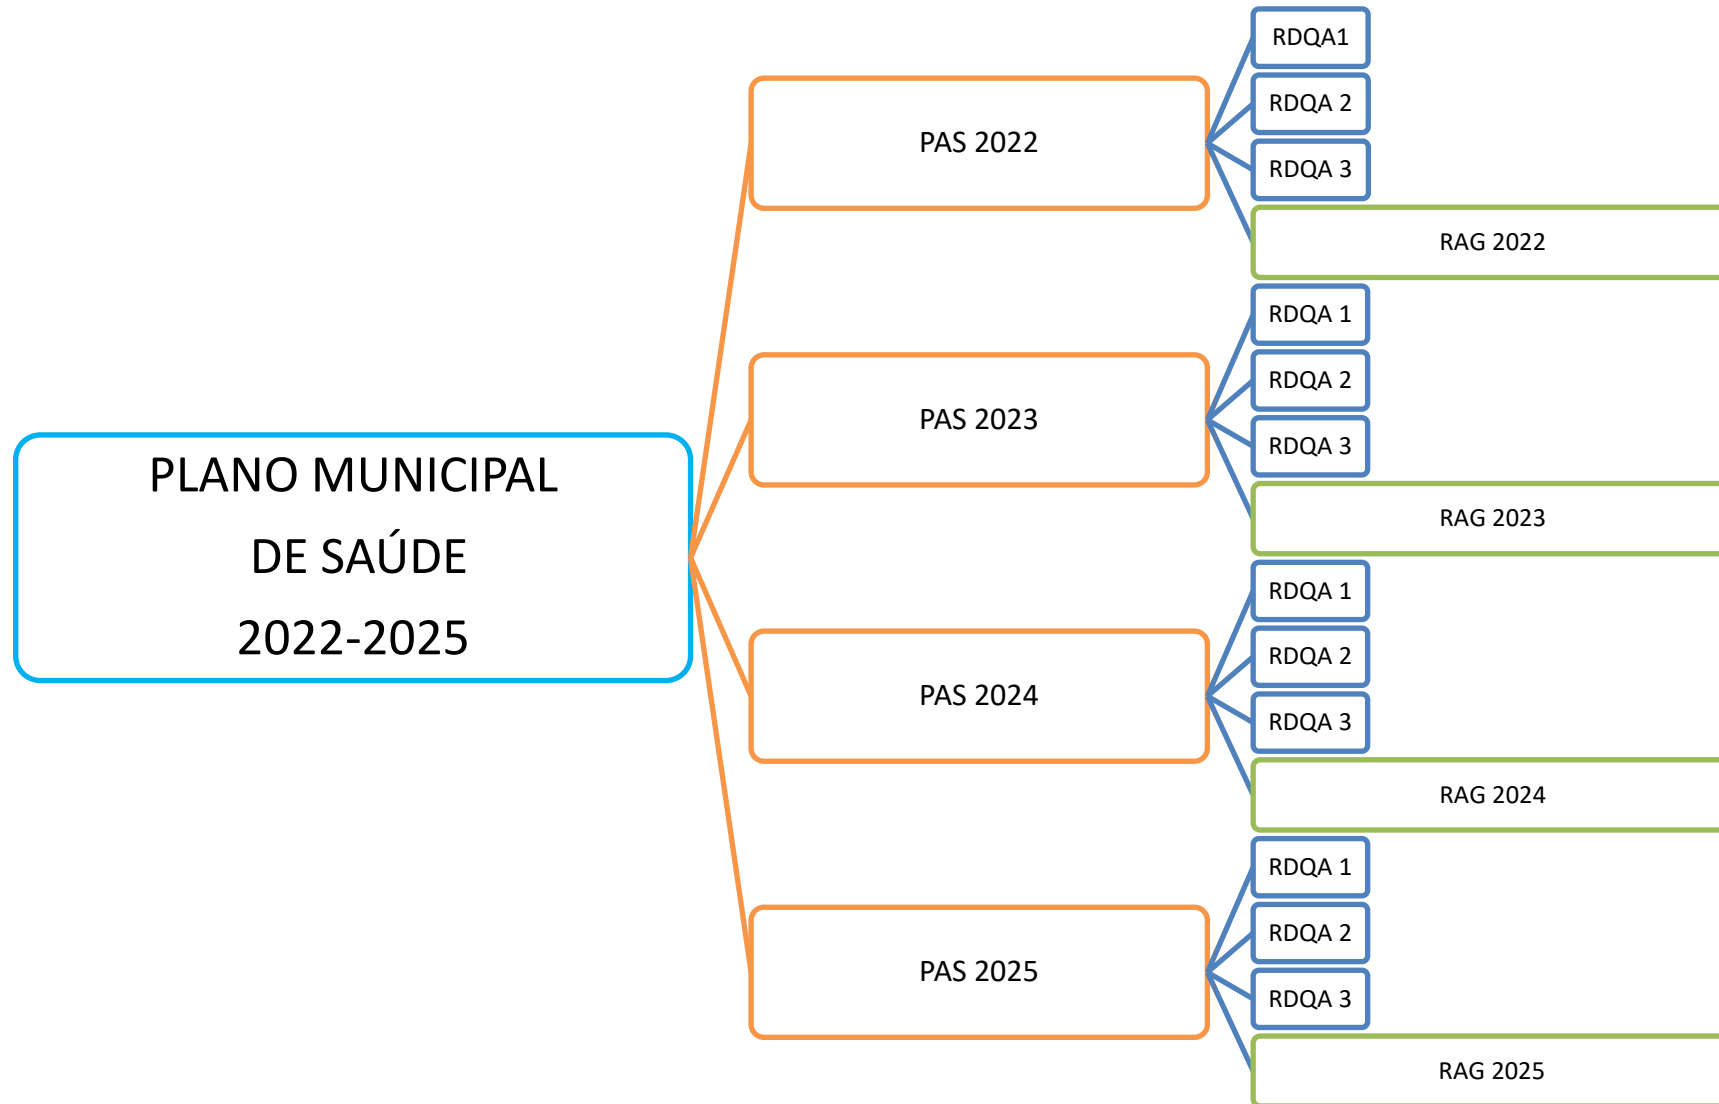 PLANO MUNICIPAL
DE SAÚDE
2022-2025
PAS 2022
RDQA1
RDQA 2
RDQA 3
RAG 2022
PAS 2023
RDQA 1
RDQA 2
RDQA 3
RAG 2023
PAS 2024
RDQA 1
RDQA 2
RDQA 3
RAG 2024
PAS 2025
RDQA 1
RDQA 2
RDQA 3
RAG 2025